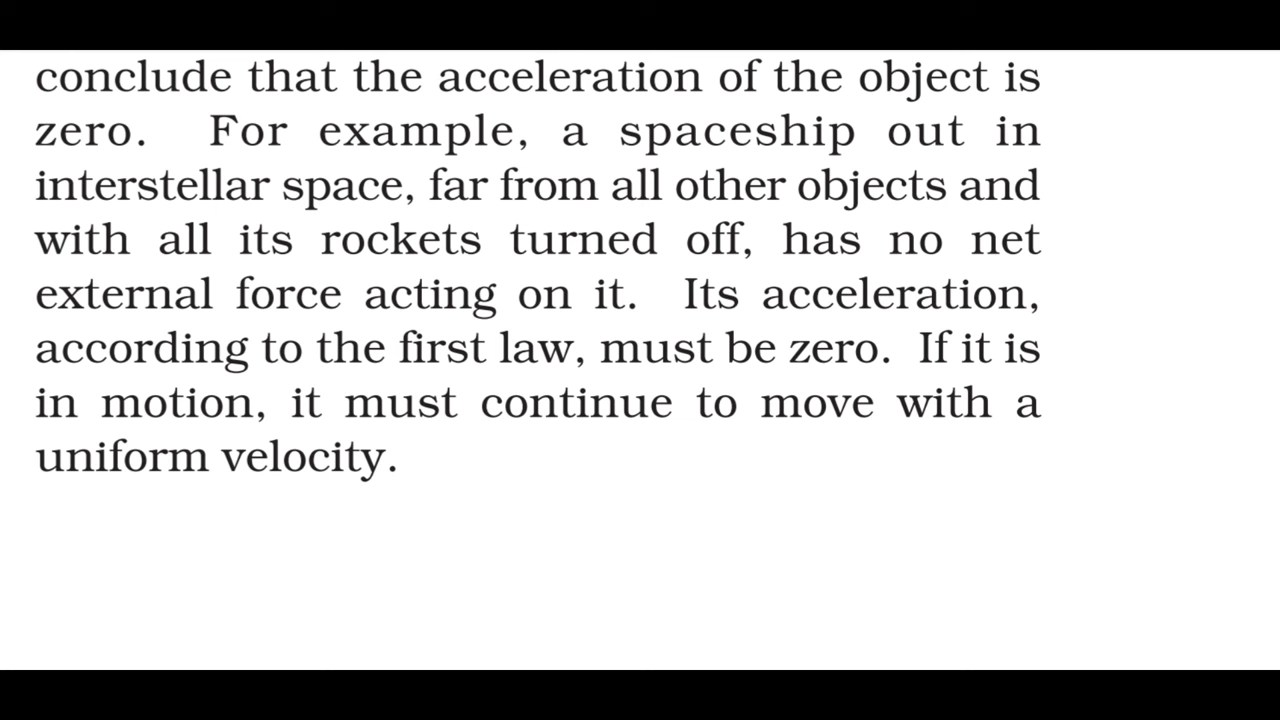 conclude that the acceleration of the object is
zero. For example, a spaceship out in
interstellar space, far from all other objects and
with all its rockets turned off, has no net
external force acting on it. Its acceleration,
according to the first law, must be zero. If it is
in motion, it must continue to move with a
uniform velocity.